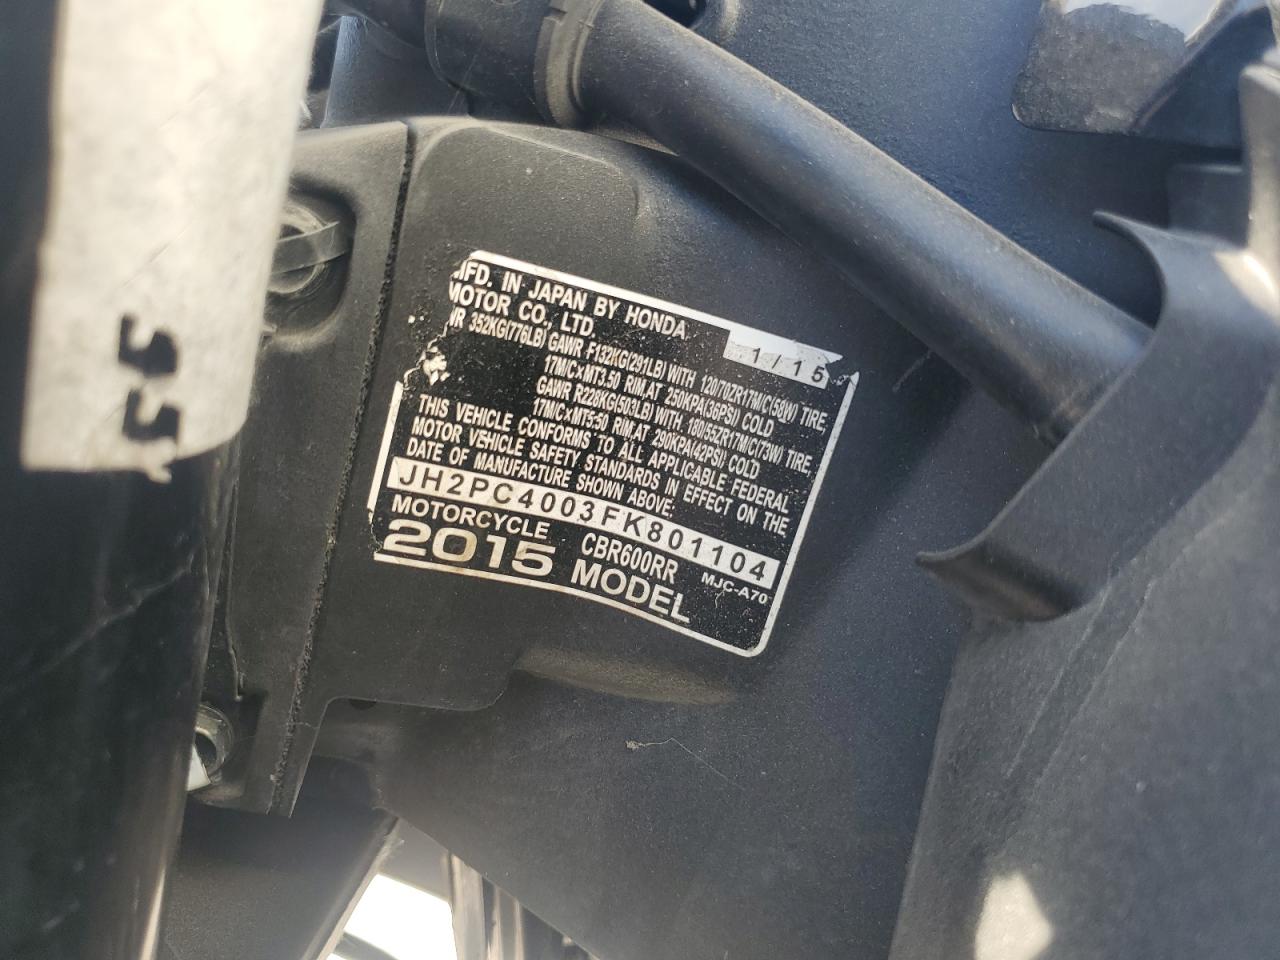 MFD. IN JAPAN BY HONDA
MOTOR CO., LTD.
1/15
WR 352KG(776LB) GAWR F132KG(291LB) WITH 120/70ZR17M/C(58W) TIRE,
17M/C×MT3.50 RIM,AT 250KPA(36PSI) COLD
GAWR R228KG(503LB) WITH 180/55ZR17M/C(73W) TIRE,
17M/C×MT5.50 RIM,AT 290KPA(42PSI) COLD
THIS VEHICLE CONFORMS TO ALL APPLICABLE FEDERAL
MOTOR VEHICLE SAFETY STANDARDS IN EFFECT ON THE
DATE OF MANUFACTURE SHOWN ABOVE.
JH2PC4003FK801104
MOTORCYCLE CBR600RR MJC-A70
2015 MODEL
55